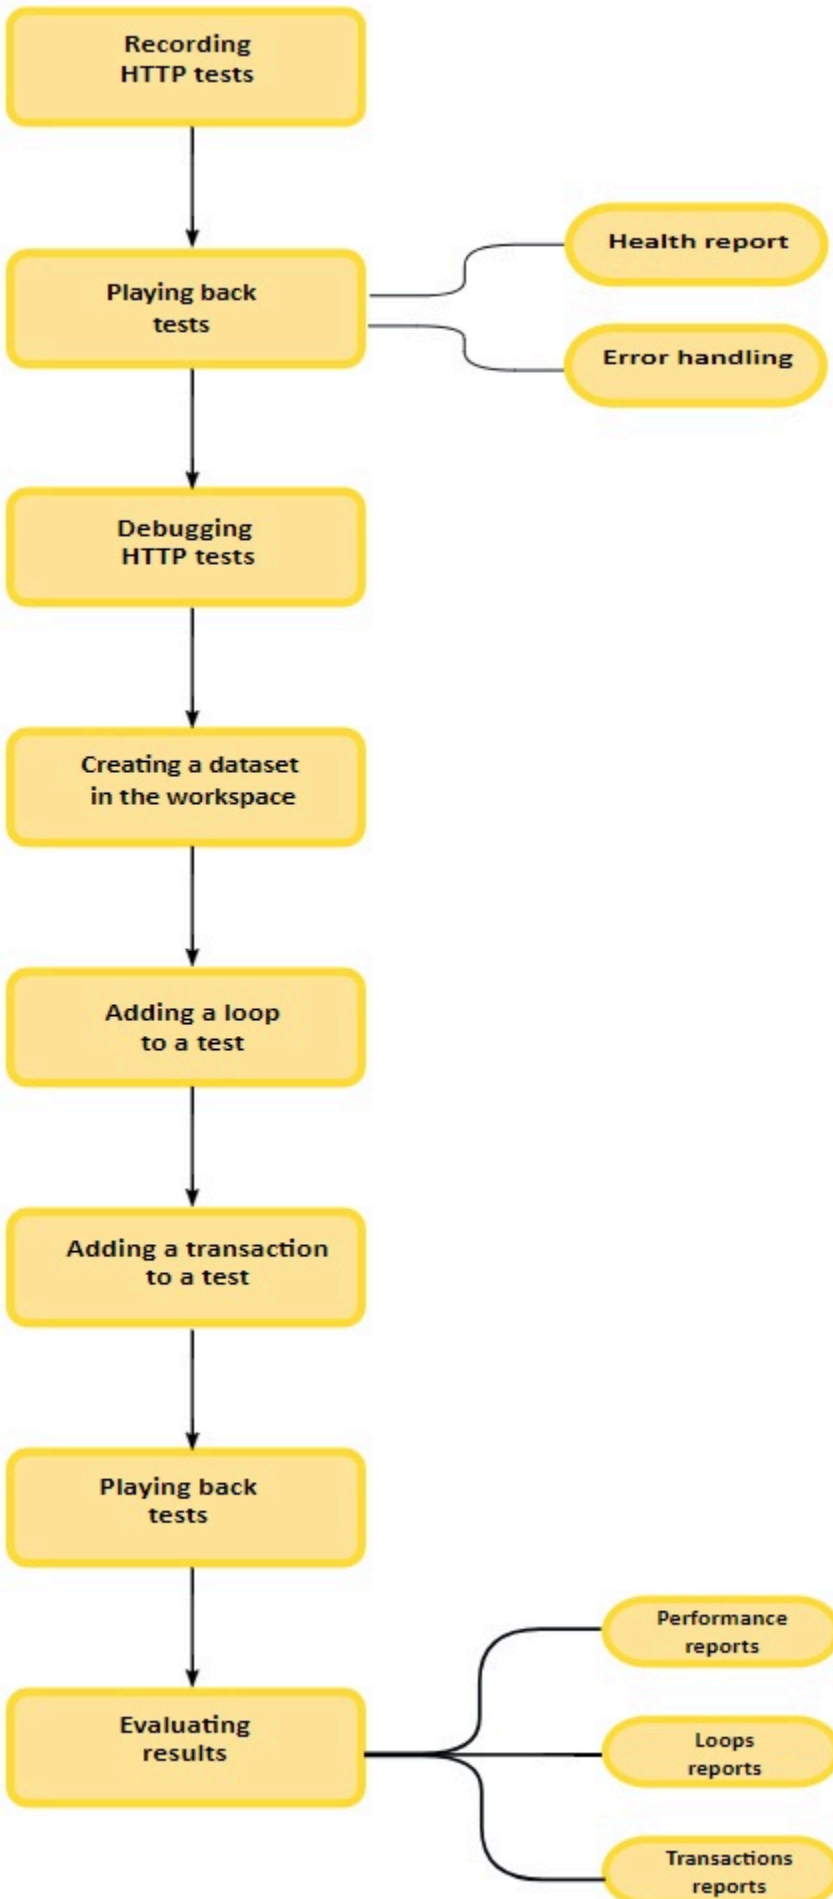 Recording
HTTP tests
Playing back
tests
Health report
Error handling
Debugging
HTTP tests
Creating a dataset
in the workspace
Adding a loop
to a test
Adding a transaction
to a test
Playing back
tests
Evaluating
results
Performance
reports
Loops
reports
Transactions
reports